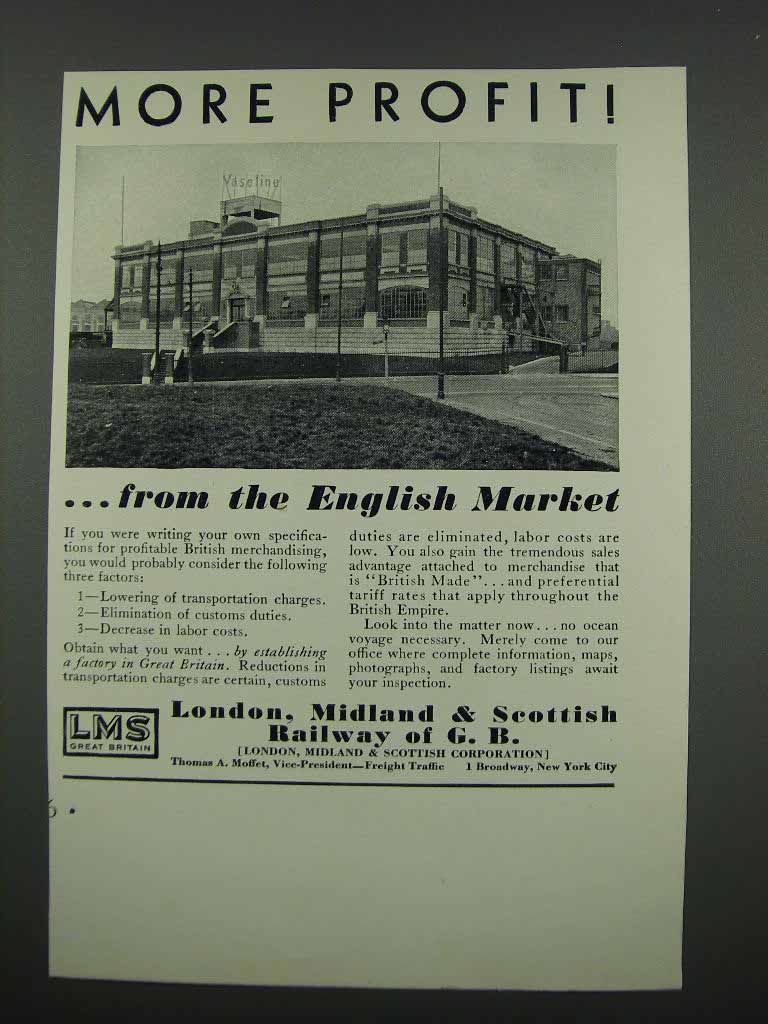 MORE PROFIT!
Vaseline
...from the English Market
If you were writing your own specifica-
tions for profitable British merchandising,
you would probably consider the following
three factors:
1—Lowering of transportation charges.
2—Elimination of customs duties.
3—Decrease in labor costs.
Obtain what you want . . . by establishing
a factory in Great Britain. Reductions in
transportation charges are certain, customs
duties are eliminated, labor costs are
low. You also gain the tremendous sales
advantage attached to merchandise that
is "British Made"...and preferential
tariff rates that apply throughout the
British Empire.
Look into the matter now...no ocean
voyage necessary. Merely come to our
office where complete information, maps,
photographs, and factory listings await
your inspection.
LMS
GREAT BRITAIN
London, Midland & Scottish
Railway of G. B.
[LONDON, MIDLAND & SCOTTISH CORPORATION]
Thomas A. Moffet, Vice-President—Freight Traffic 1 Broadway, New York City